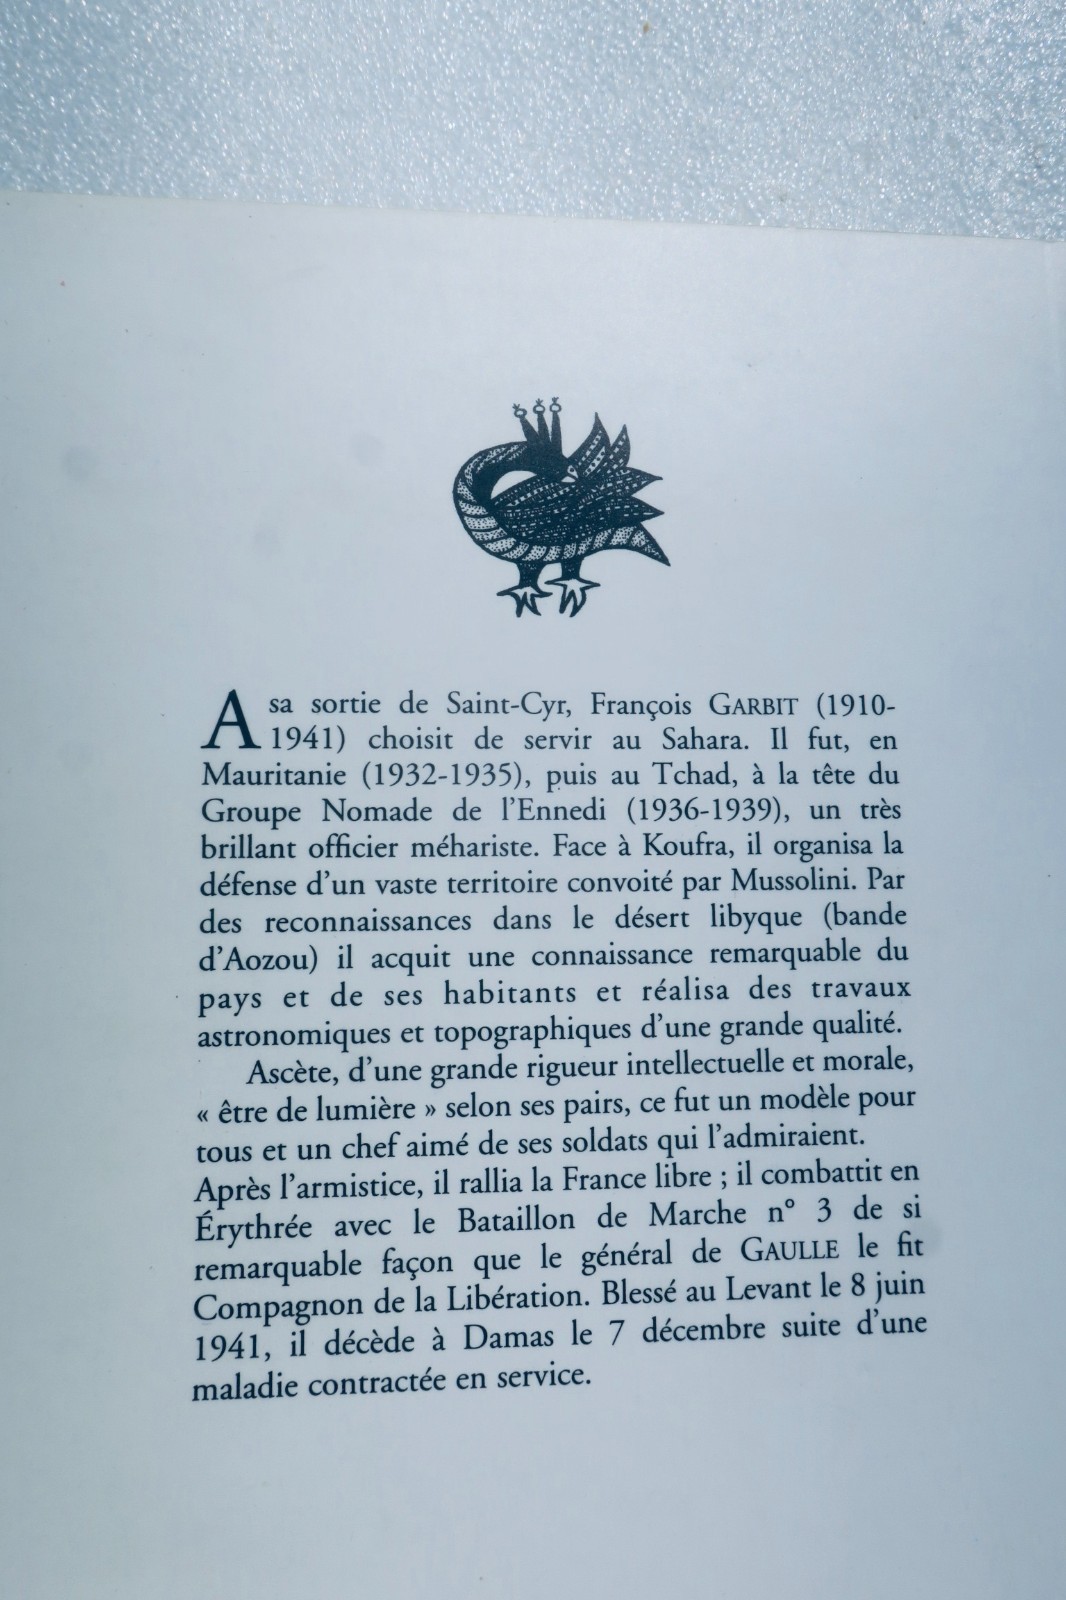 A sa sortie de Saint-Cyr, François GARBIT (1910-
1941) choisit de servir au Sahara. Il fut, en
Mauritanie (1932-1935), puis au Tchad, à la tête du
Groupe Nomade de l'Ennedi (1936-1939), un très
brillant officier méhariste. Face à Koufra, il organisa la
défense d'un vaste territoire convoité par Mussolini. Par
des reconnaissances dans le désert libyque (bande
d'Aozou) il acquit une connaissance remarquable du
pays et de ses habitants et réalisa des travaux
astronomiques et topographiques d'une grande qualité.
Ascète, d'une grande rigueur intellectuelle et morale,
« être de lumière » selon ses pairs, ce fut un modèle pour
tous et un chef aimé de ses soldats qui l'admiraient.
Après l'armistice, il rallia la France libre ; il combattit en
Érythrée avec le Bataillon de Marche n° 3 de si
remarquable façon que le général de GAULLE le fit
Compagnon de la Libération. Blessé au Levant le 8 juin
1941, il décède à Damas le 7 décembre suite d'une
maladie contractée en service.